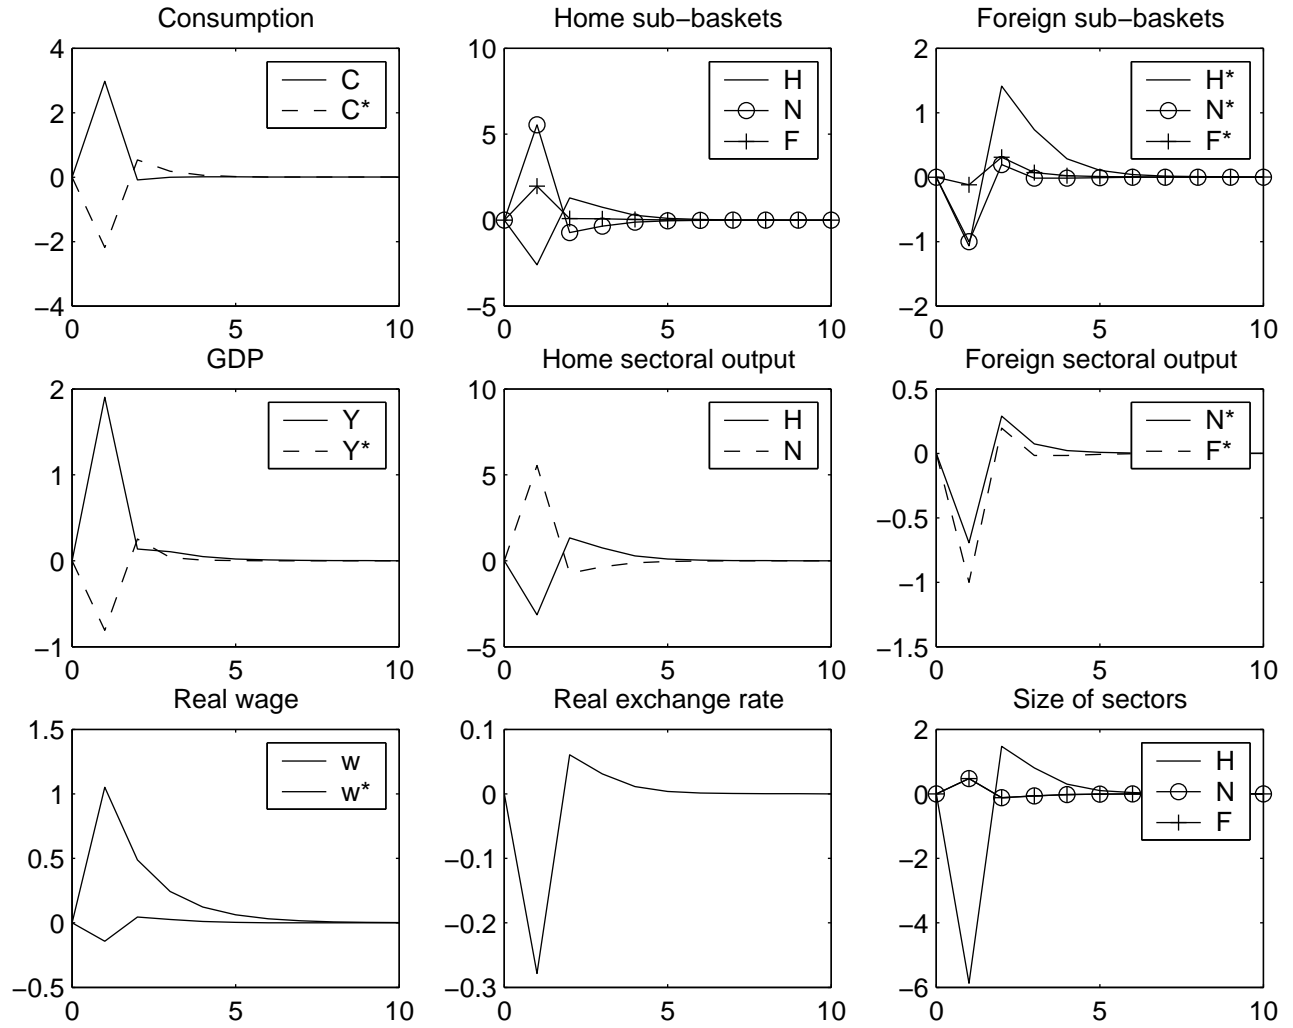 Consumption
4
2
0
−2
−4
0
5
10
C
C*
Home sub−baskets
10
5
0
−5
0
5
10
H
N
F
Foreign sub−baskets
2
1
0
−1
−2
0
5
10
H*
N*
F*
GDP
2
1
0
−1
0
5
10
Y
Y*
Home sectoral output
10
5
0
−5
0
5
10
H
N
Foreign sectoral output
0.5
0
−0.5
−1
−1.5
0
5
10
N*
F*
Real wage
1.5
1
0.5
0
−0.5
0
5
10
w
w*
Real exchange rate
0.1
0
−0.1
−0.2
−0.3
0
5
10
Size of sectors
2
0
−2
−4
−6
0
5
10
H
N
F